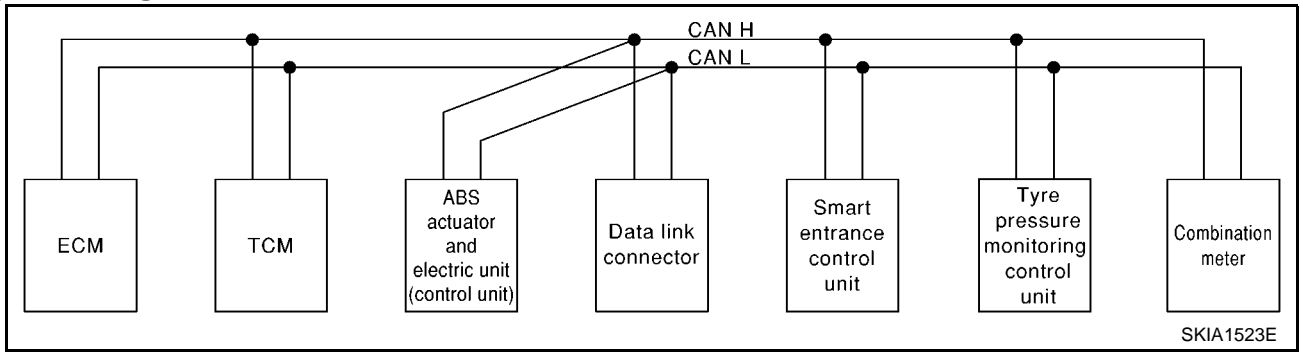 CAN H
CAN L
ECM
TCM
ABS
actuator
and
electric unit
(control unit)
Data link
connector
Smart
entrance
control
unit
Tyre
pressure
monitoring
control
unit
Combination
meter
SKIA1523E